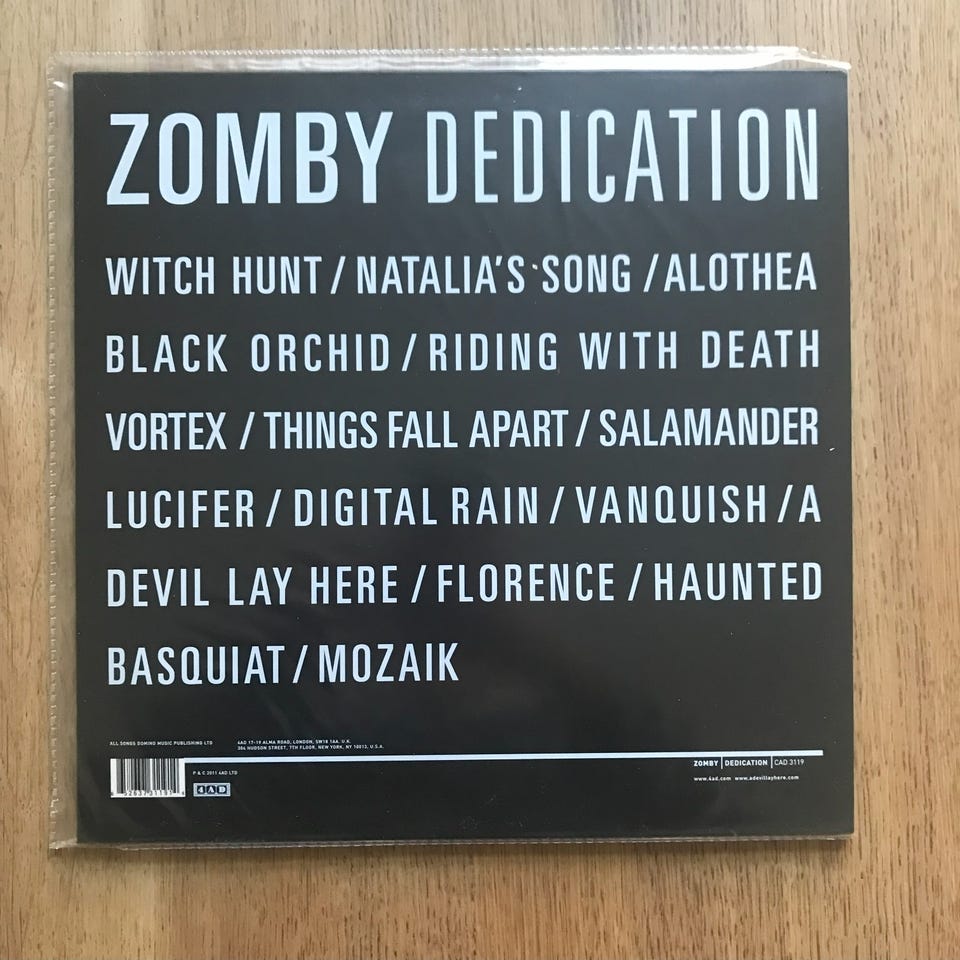 ZOMBY DEDICATION
WITCH HUNT / NATALIA'S SONG / ALOTHEA
BLACK ORCHID / RIDING WITH DEATH
VORTEX / THINGS FALL APART / SALAMANDER
LUCIFER / DIGITAL RAIN / VANQUISH / A
DEVIL LAY HERE / FLORENCE / HAUNTED
BASQUIAT / MOZAIK
ALL SONGS DOMINO MUSIC PUBLISHING LTD
4AD 17-19 ALMA ROAD, LONDON, SW18 1AA. U.K.
304 HUDSON STREET, 7TH FLOOR, NEW YORK, NY 10013, U.S.A.
P & C 2011 4AD LTD
4AD
ZOMBY | DEDICATION | CAD 3119
www.4ad.com www.adevillayhere.com